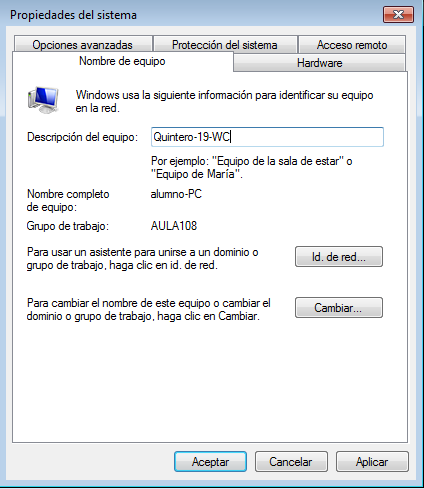 Propiedades del sistema
Opciones avanzadas Protección del sistema Acceso remoto
Nombre de equipo Hardware
Windows usa la siguiente información para identificar su equipo
en la red.
Descripción del equipo: Quintero-19-WC
Por ejemplo: "Equipo de la sala de estar" o
"Equipo de María".
Nombre completo alumno-PC
de equipo:
Grupo de trabajo: AULA108
Para usar un asistente para unirse a un dominio o
grupo de trabajo, haga clic en id. de red.
Id. de red...
Para cambiar el nombre de este equipo o cambiar el
dominio o grupo de trabajo, haga clic en Cambiar.
Cambiar...
Aceptar Cancelar Aplicar